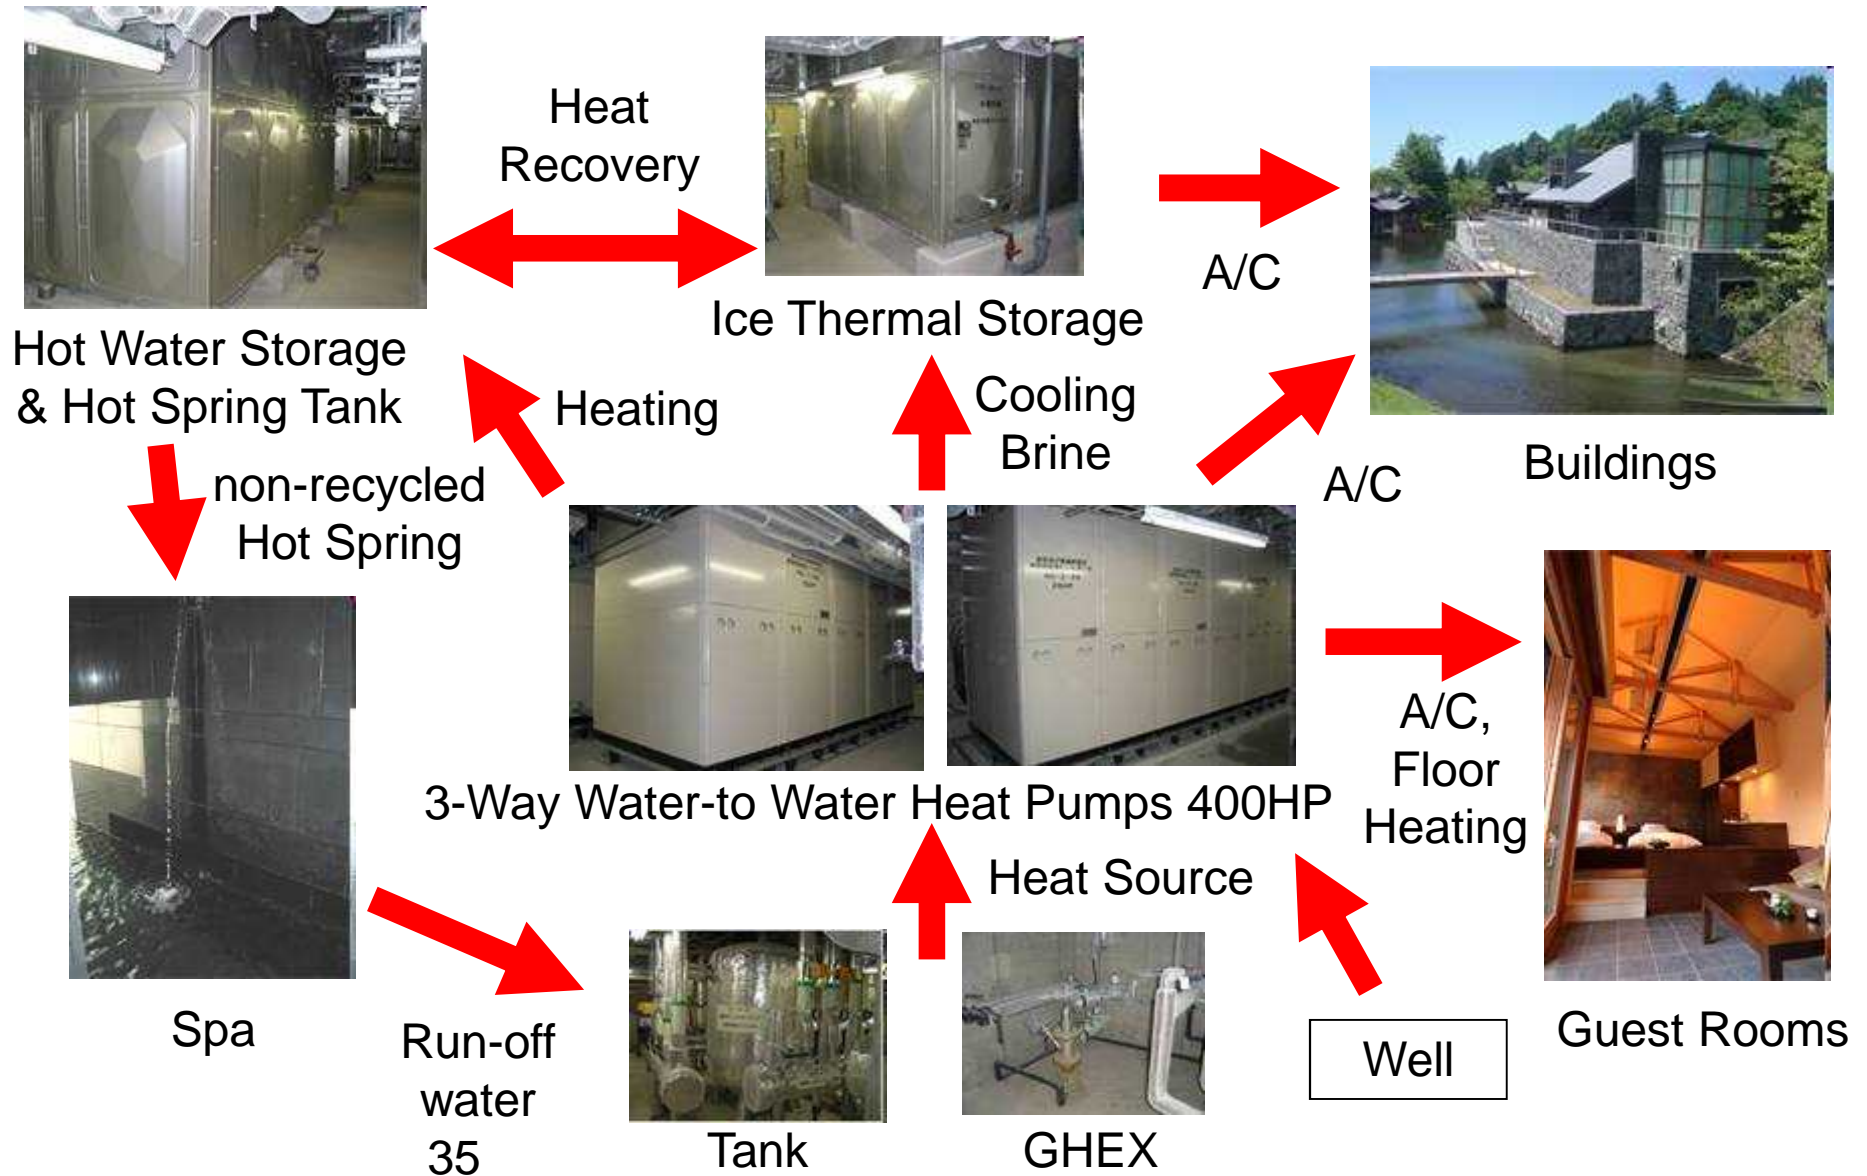 Heat
Recovery
A/C
Hot Water Storage
& Hot Spring Tank
Ice Thermal Storage
Heating
Cooling
Brine
A/C
Buildings
non-recycled
Hot Spring
3-Way Water-to Water Heat Pumps 400HP
A/C,
Floor
Heating
Heat Source
Spa
Run-off
water
35
Tank
GHEX
Well
Guest Rooms